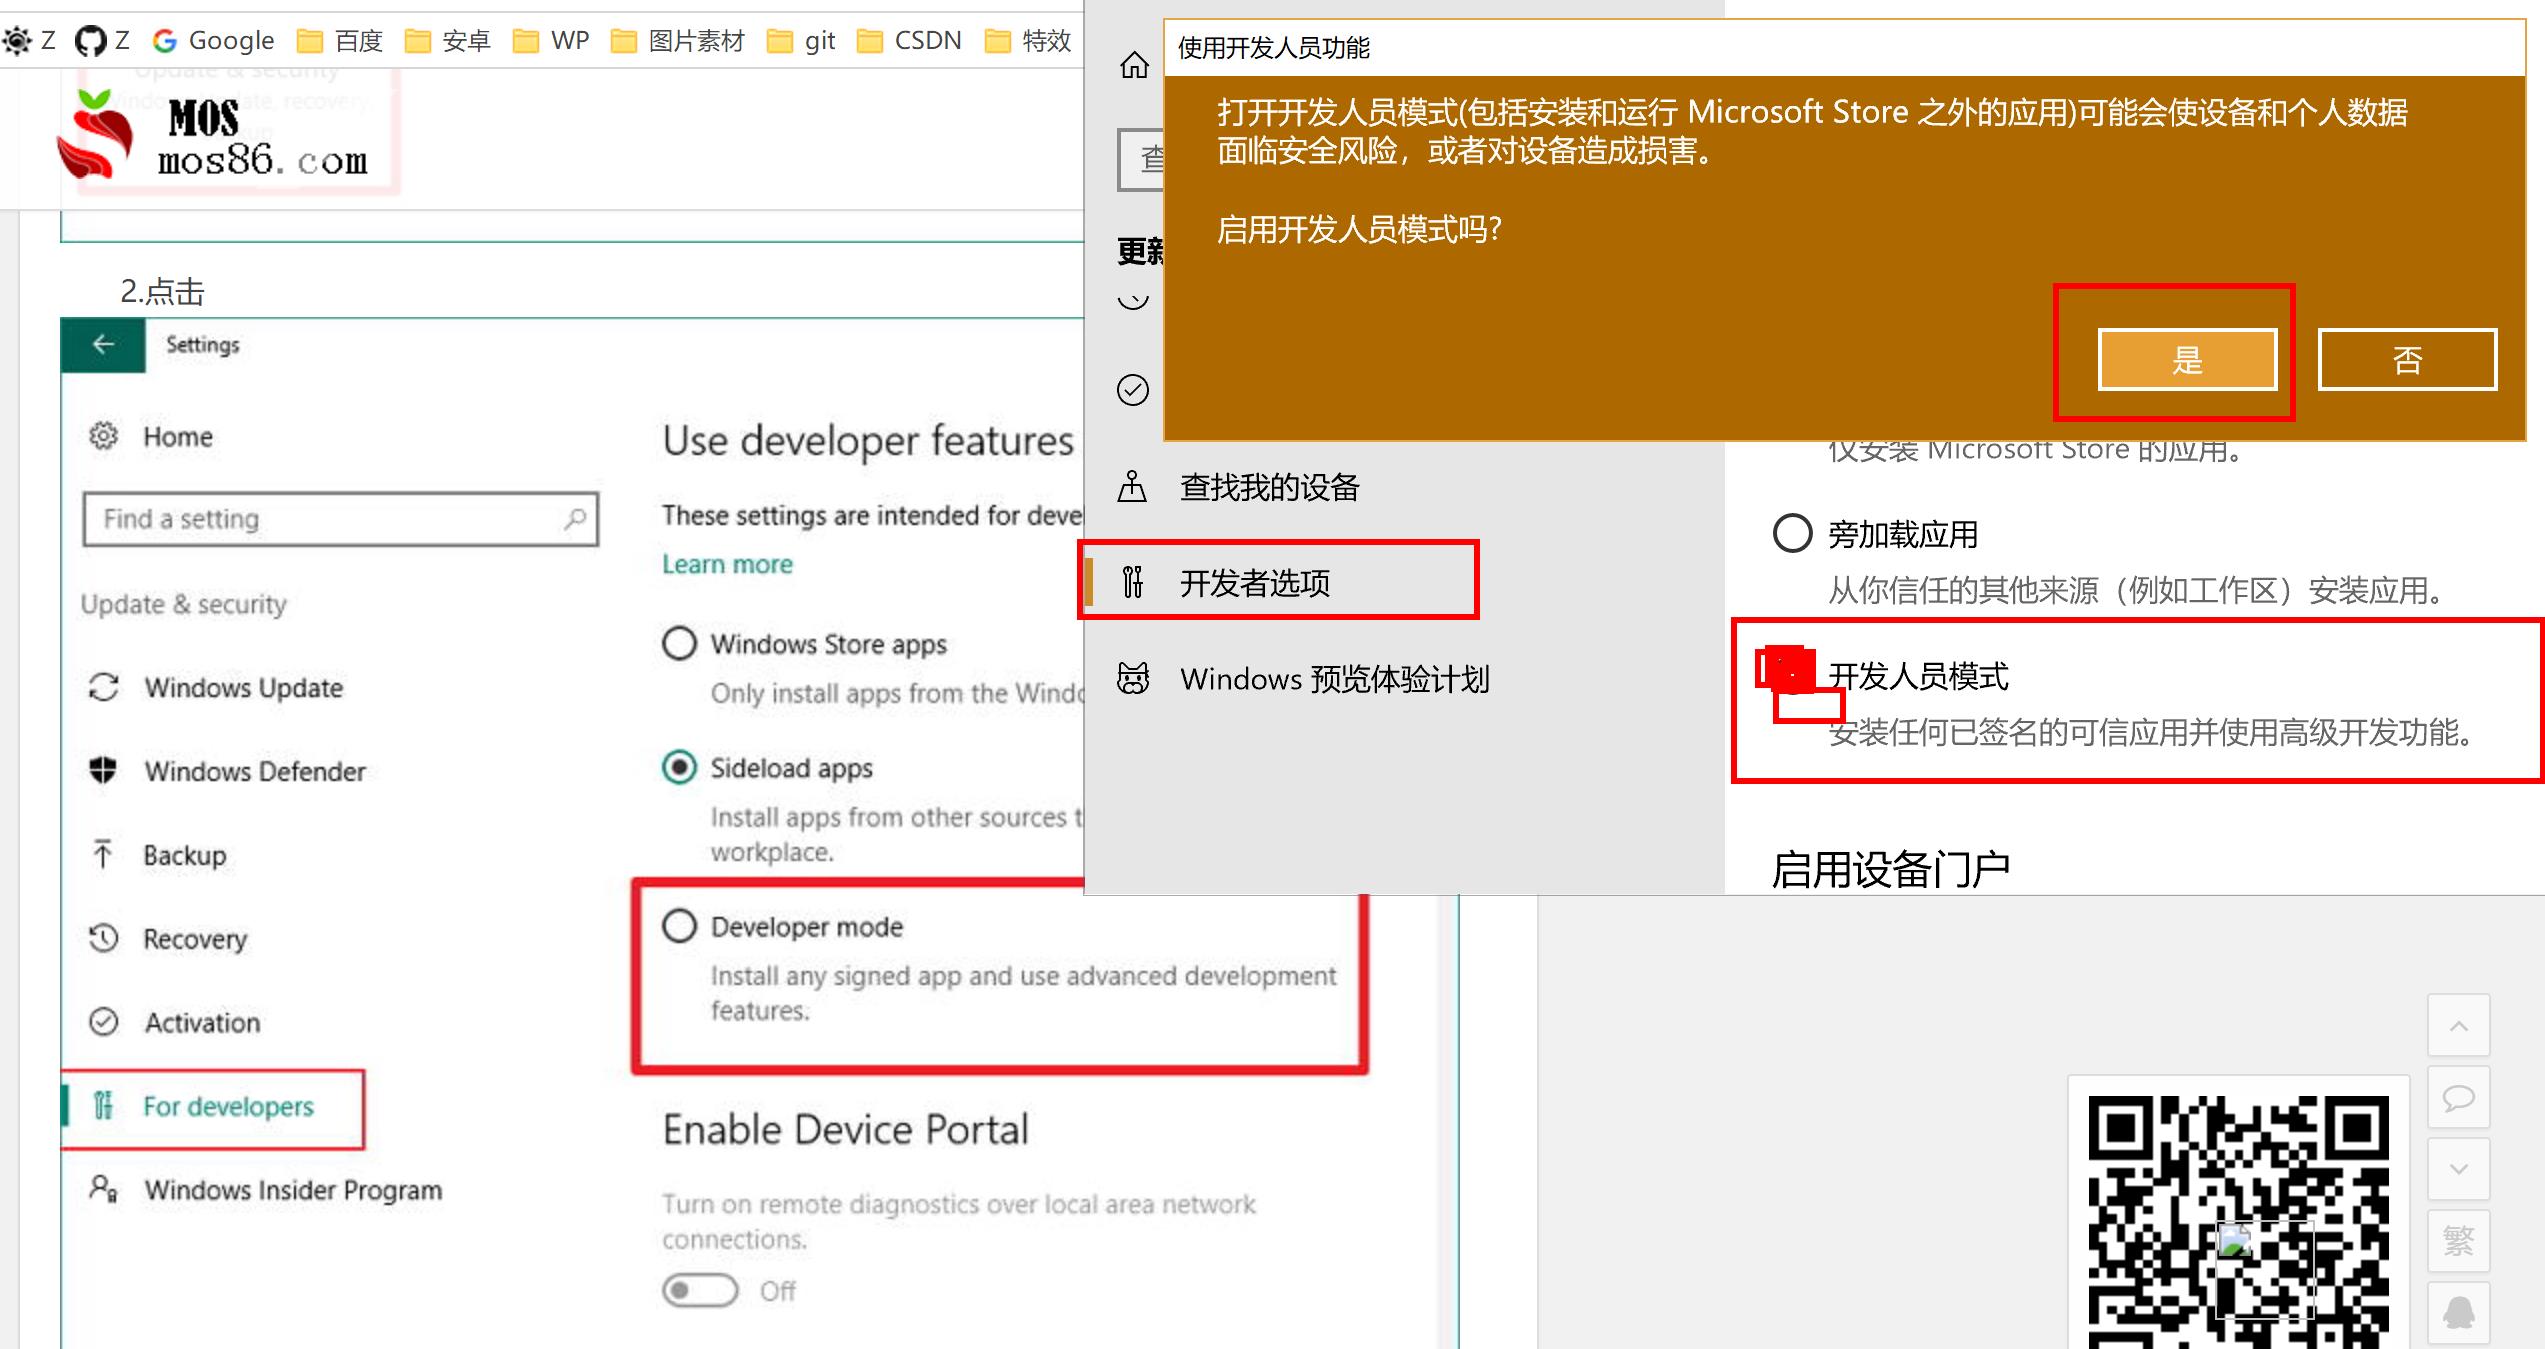 Z
Z
Google
百度
安卓
WP
图片素材
git
CSDN
特效
Update & security
Windows Update, recovery,
MOS
mos86.com
2.点击
Settings
Home
Find a setting
Update & security
Windows Update
Windows Defender
Backup
Recovery
Activation
For developers
Windows Insider Program
Use developer features
These settings are intended for deve
Learn more
Windows Store apps
Only install apps from the Windo
Sideload apps
Install apps from other sources t
workplace.
Developer mode
Install any signed app and use advanced development
features.
Enable Device Portal
Turn on remote diagnostics over local area network
connections.
Off
使用开发人员功能
打开开发人员模式(包括安装和运行 Microsoft Store 之外的应用)可能会使设备和个人数据
面临安全风险，或者对设备造成损害。
启用开发人员模式吗?
是
否
查
更新
查找我的设备
开发者选项
Windows 预览体验计划
仅安装 Microsoft Store 的应用。
旁加载应用
从你信任的其他来源（例如工作区）安装应用。
开发人员模式
安装任何已签名的可信应用并使用高级开发功能。
启用设备门户
繁